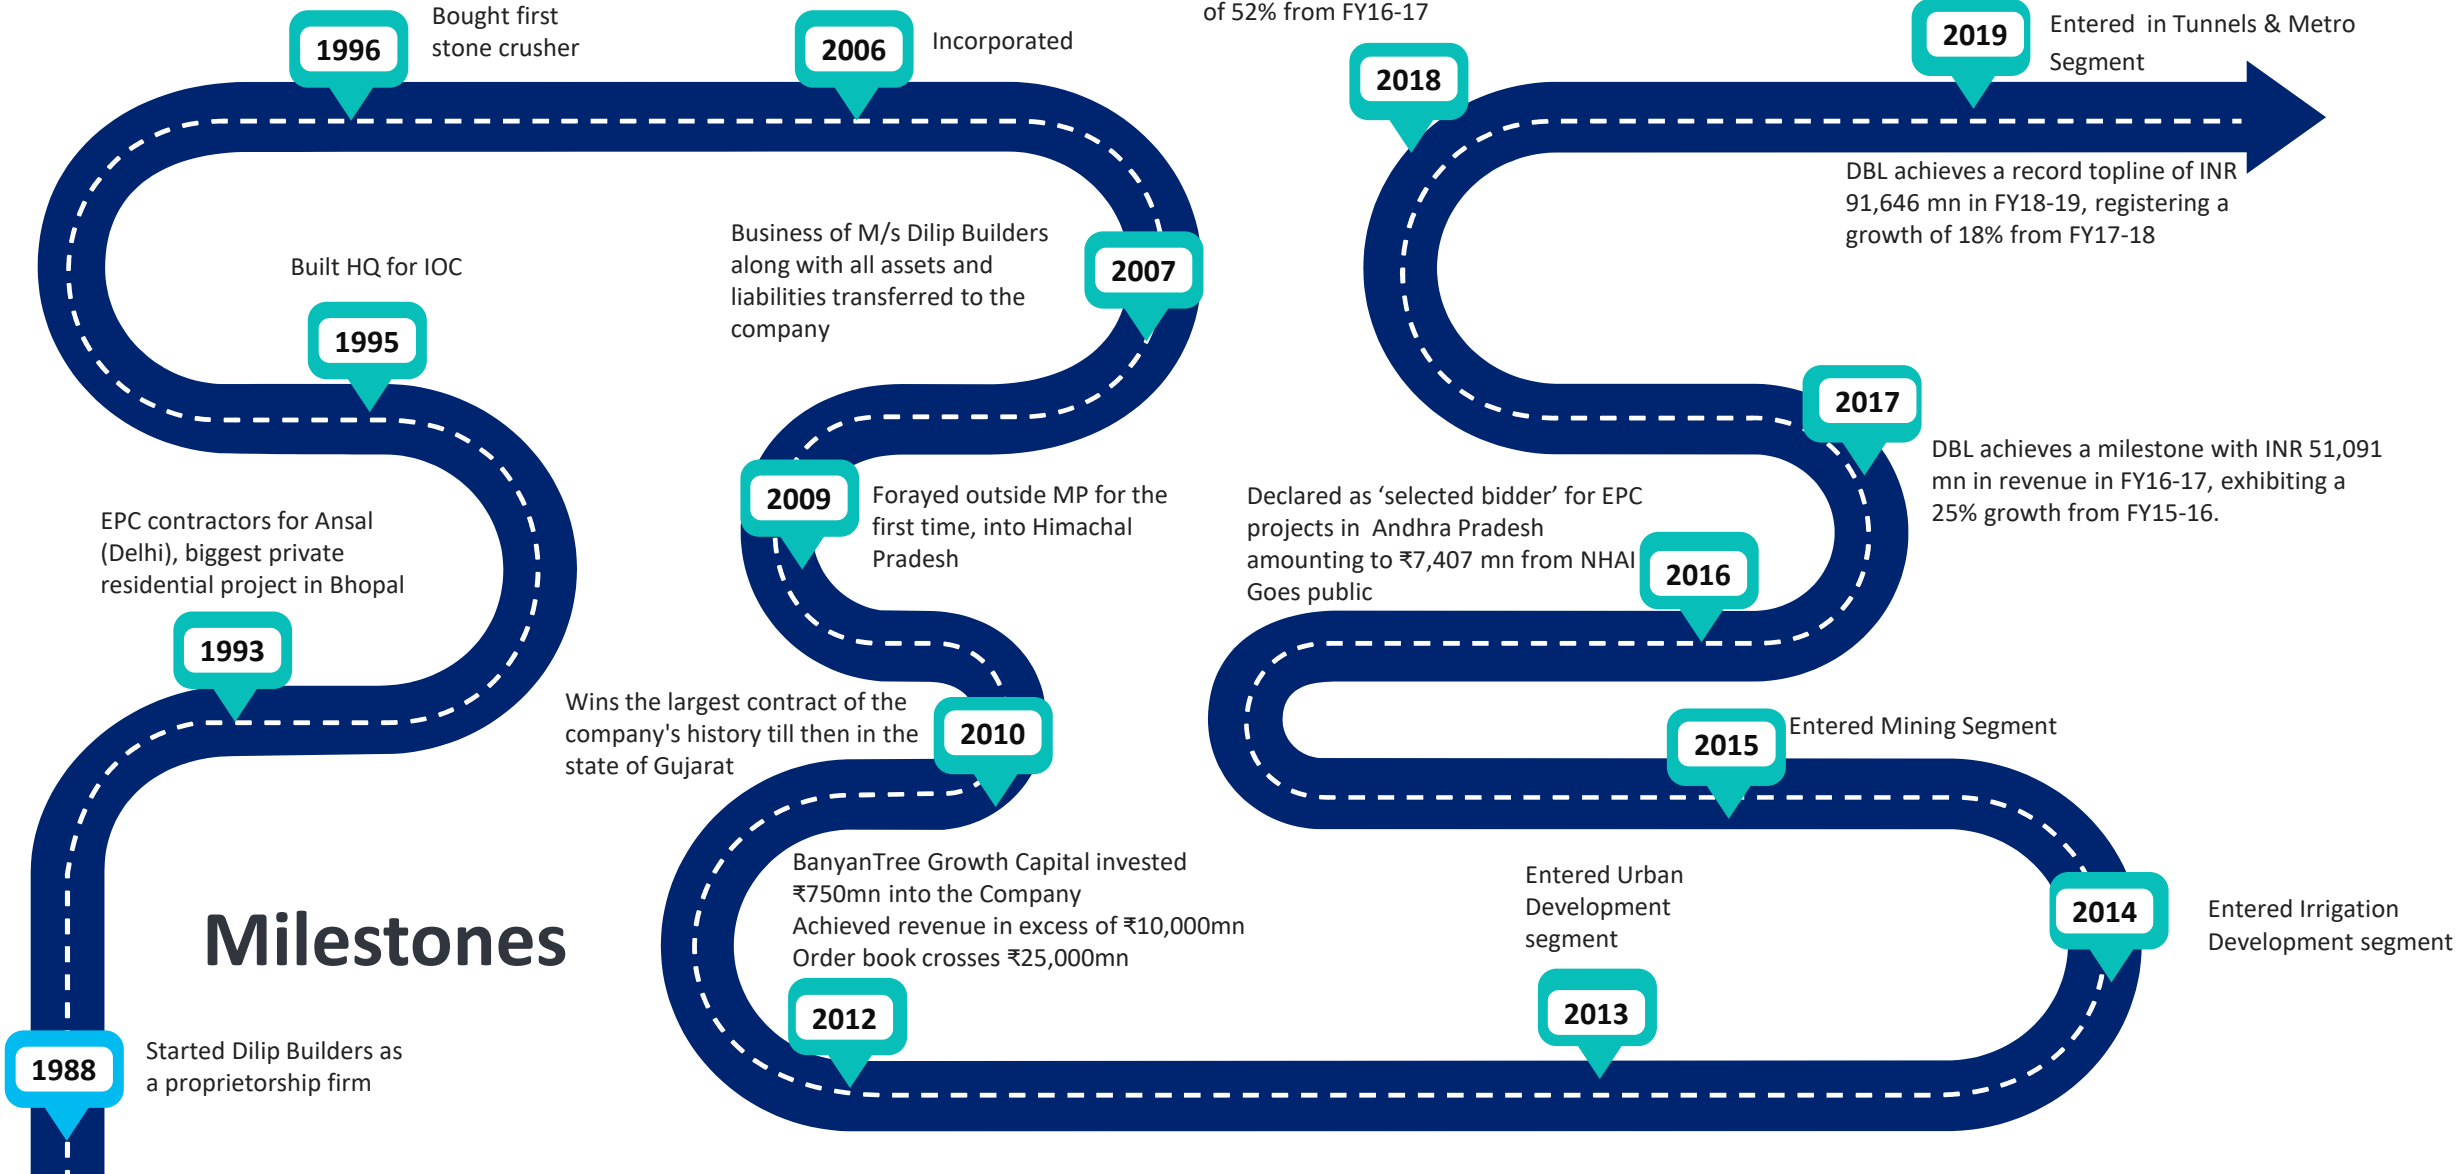 Milestones
1988
Started Dilip Builders as
a proprietorship firm
1993
EPC contractors for Ansal
(Delhi), biggest private
residential project in Bhopal
1995
Built HQ for IOC
1996
Bought first
stone crusher
2006
Incorporated
2007
Business of M/s Dilip Builders
along with all assets and
liabilities transferred to the
company
2009
Forayed outside MP for the
first time, into Himachal
Pradesh
2010
Wins the largest contract of the
company's history till then in the
state of Gujarat
2012
BanyanTree Growth Capital invested
₹750mn into the Company
Achieved revenue in excess of ₹10,000mn
Order book crosses ₹25,000mn
2013
Entered Urban
Development
segment
2014
Entered Irrigation
Development segment
2015
Entered Mining Segment
2016
Declared as ‘selected bidder’ for EPC
projects in Andhra Pradesh
amounting to ₹7,407 mn from NHAI
Goes public
2017
DBL achieves a milestone with INR 51,091
mn in revenue in FY16-17, exhibiting a
25% growth from FY15-16.
2018
of 52% from FY16-17
2019
Entered in Tunnels & Metro
Segment
DBL achieves a record topline of INR
91,646 mn in FY18-19, registering a
growth of 18% from FY17-18